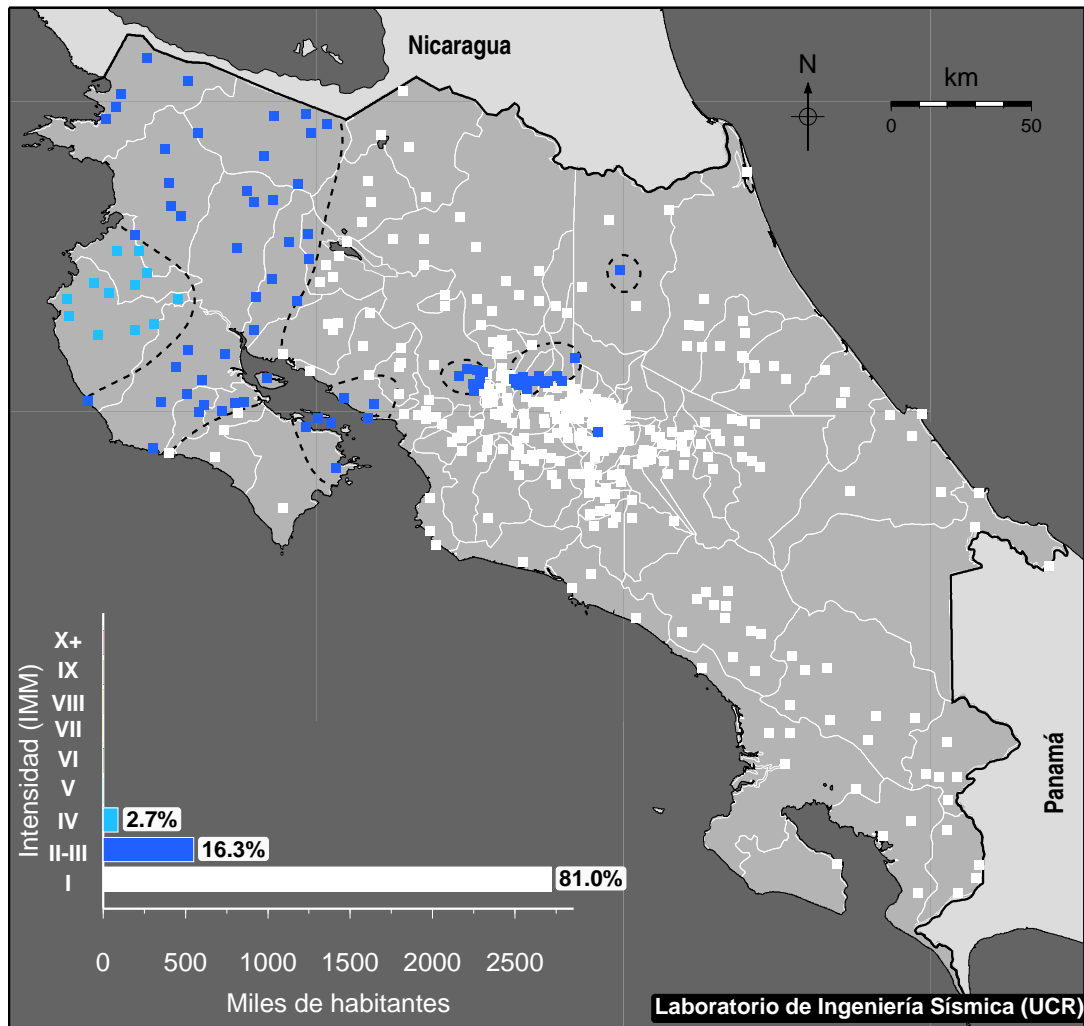 Nicaragua
N
km
0 50
Panamá
Intensidad (IMM)
X+
IX
VIII
VII
VI
V
IV 2.7%
II-III 16.3%
I 81.0%
0 500 1000 1500 2000 2500
Miles de habitantes
Laboratorio de Ingeniería Sísmica (UCR)